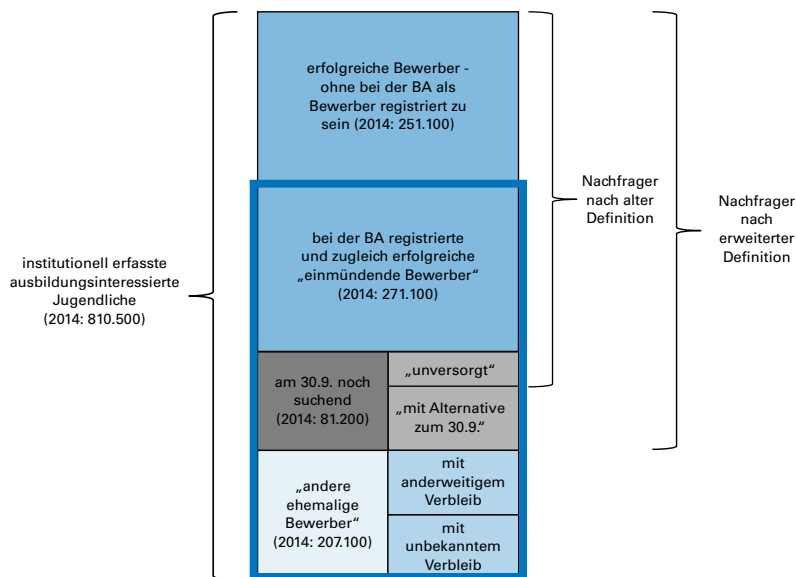 erfolgreiche Bewerber -
ohne bei der BA als
Bewerber registriert zu
sein (2014: 251.100)
Nachfrager
nach alter
Definition
Nachfrager
nach
erweiterter
Definition
institutionell erfasste
ausbildungsinteressierte
Jugendliche
(2014: 810.500)
bei der BA registrierte
und zugleich erfolgreiche
„einmündende Bewerber“
(2014: 271.100)
am 30.9. noch
suchend
(2014: 81.200)
„unversorgt“
„mit Alternative
zum 30.9.“
„andere
ehemalige
Bewerber“
(2014: 207.100)
mit
anderweitigem
Verbleib
mit
unbekanntem
Verbleib